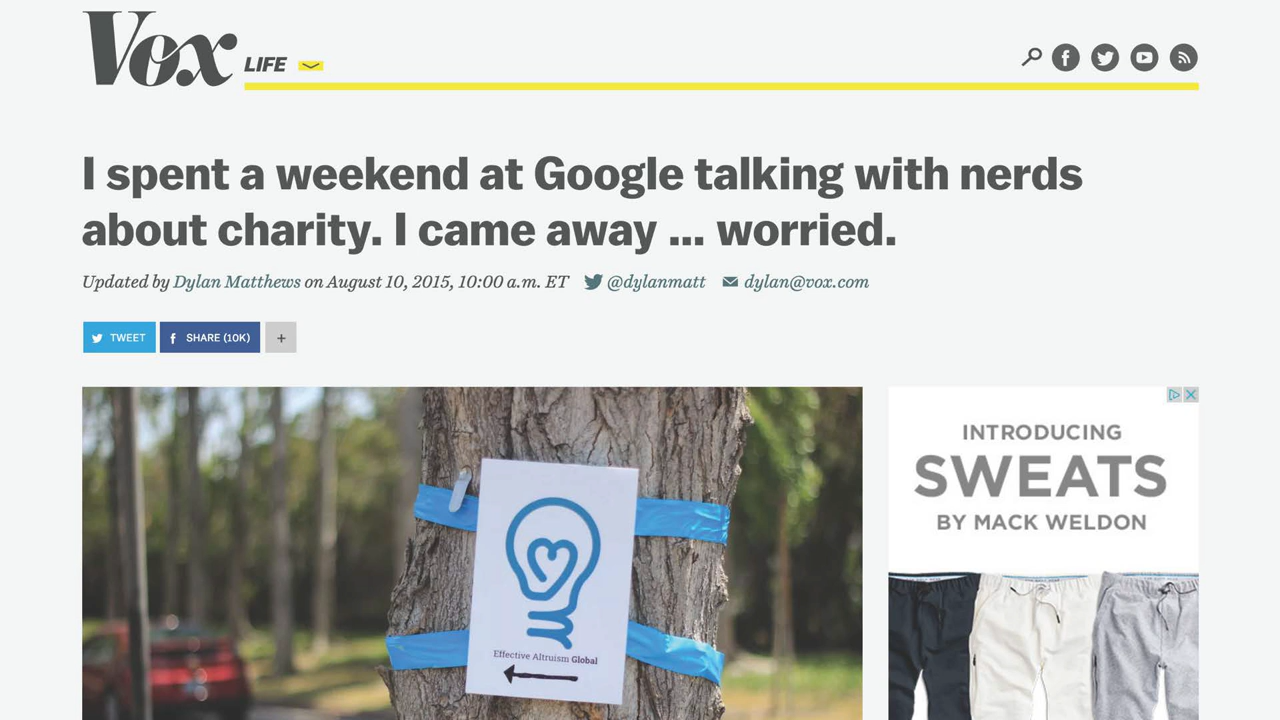 Vox LIFE
I spent a weekend at Google talking with nerds
about charity. I came away ... worried.
Updated by Dylan Matthews on August 10, 2015, 10:00 a.m. ET @dylanmatt dylan@vox.com
TWEET SHARE (10K) +
Effective Altruism Global
INTRODUCING
SWEATS
BY MACK WELDON